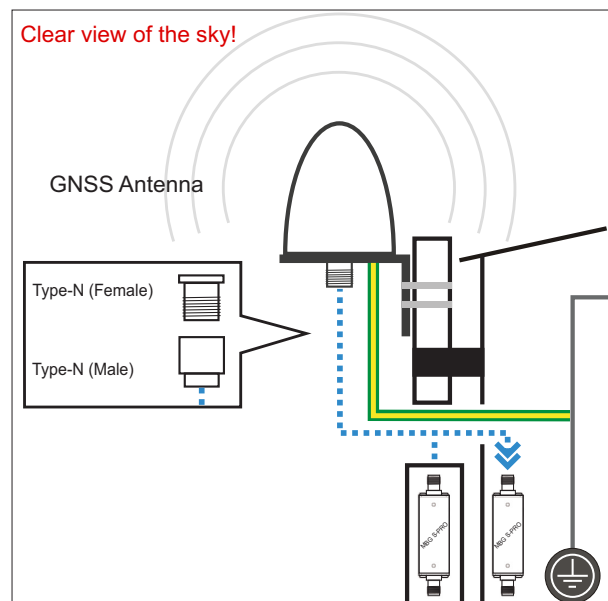 Clear view of the sky!
GNSS Antenna
Type-N (Female)
Type-N (Male)
MBG S-PRO
MBG S-PRO